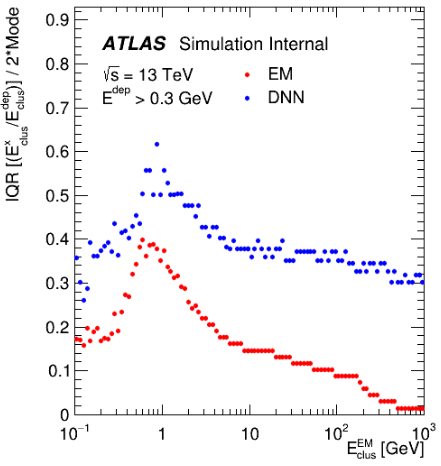 ATLAS Simulation Internal
√s = 13 TeV
E^dep > 0.3 GeV
EM
DNN
IQR [(E^x_clus/E^dep_clus)] / 2*Mode
0.9
0.8
0.7
0.6
0.5
0.4
0.3
0.2
0.1
0
10^−1 1 10 10^2 10^3
E^EM_clus [GeV]